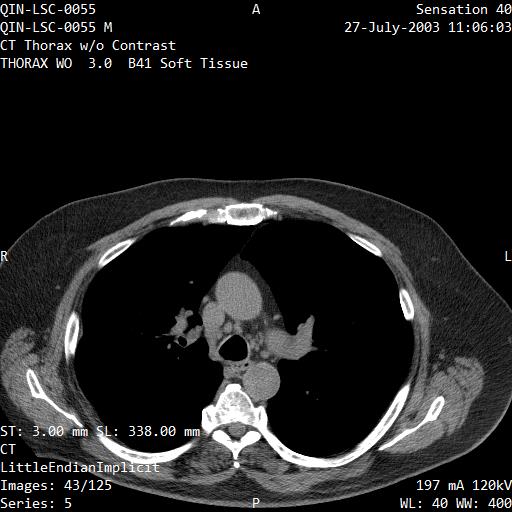 QIN-LSC-0055
A
Sensation 40
QIN-LSC-0055 M
27-July-2003 11:06:03
CT Thorax w/o Contrast
THORAX WO  3.0  B41 Soft Tissue
R
L
ST: 3.00 mm SL: 338.00 mm
CT
LittleEndianImplicit
Images: 43/125
197 mA 120kV
Series: 5
P
WL: 40 WW: 400